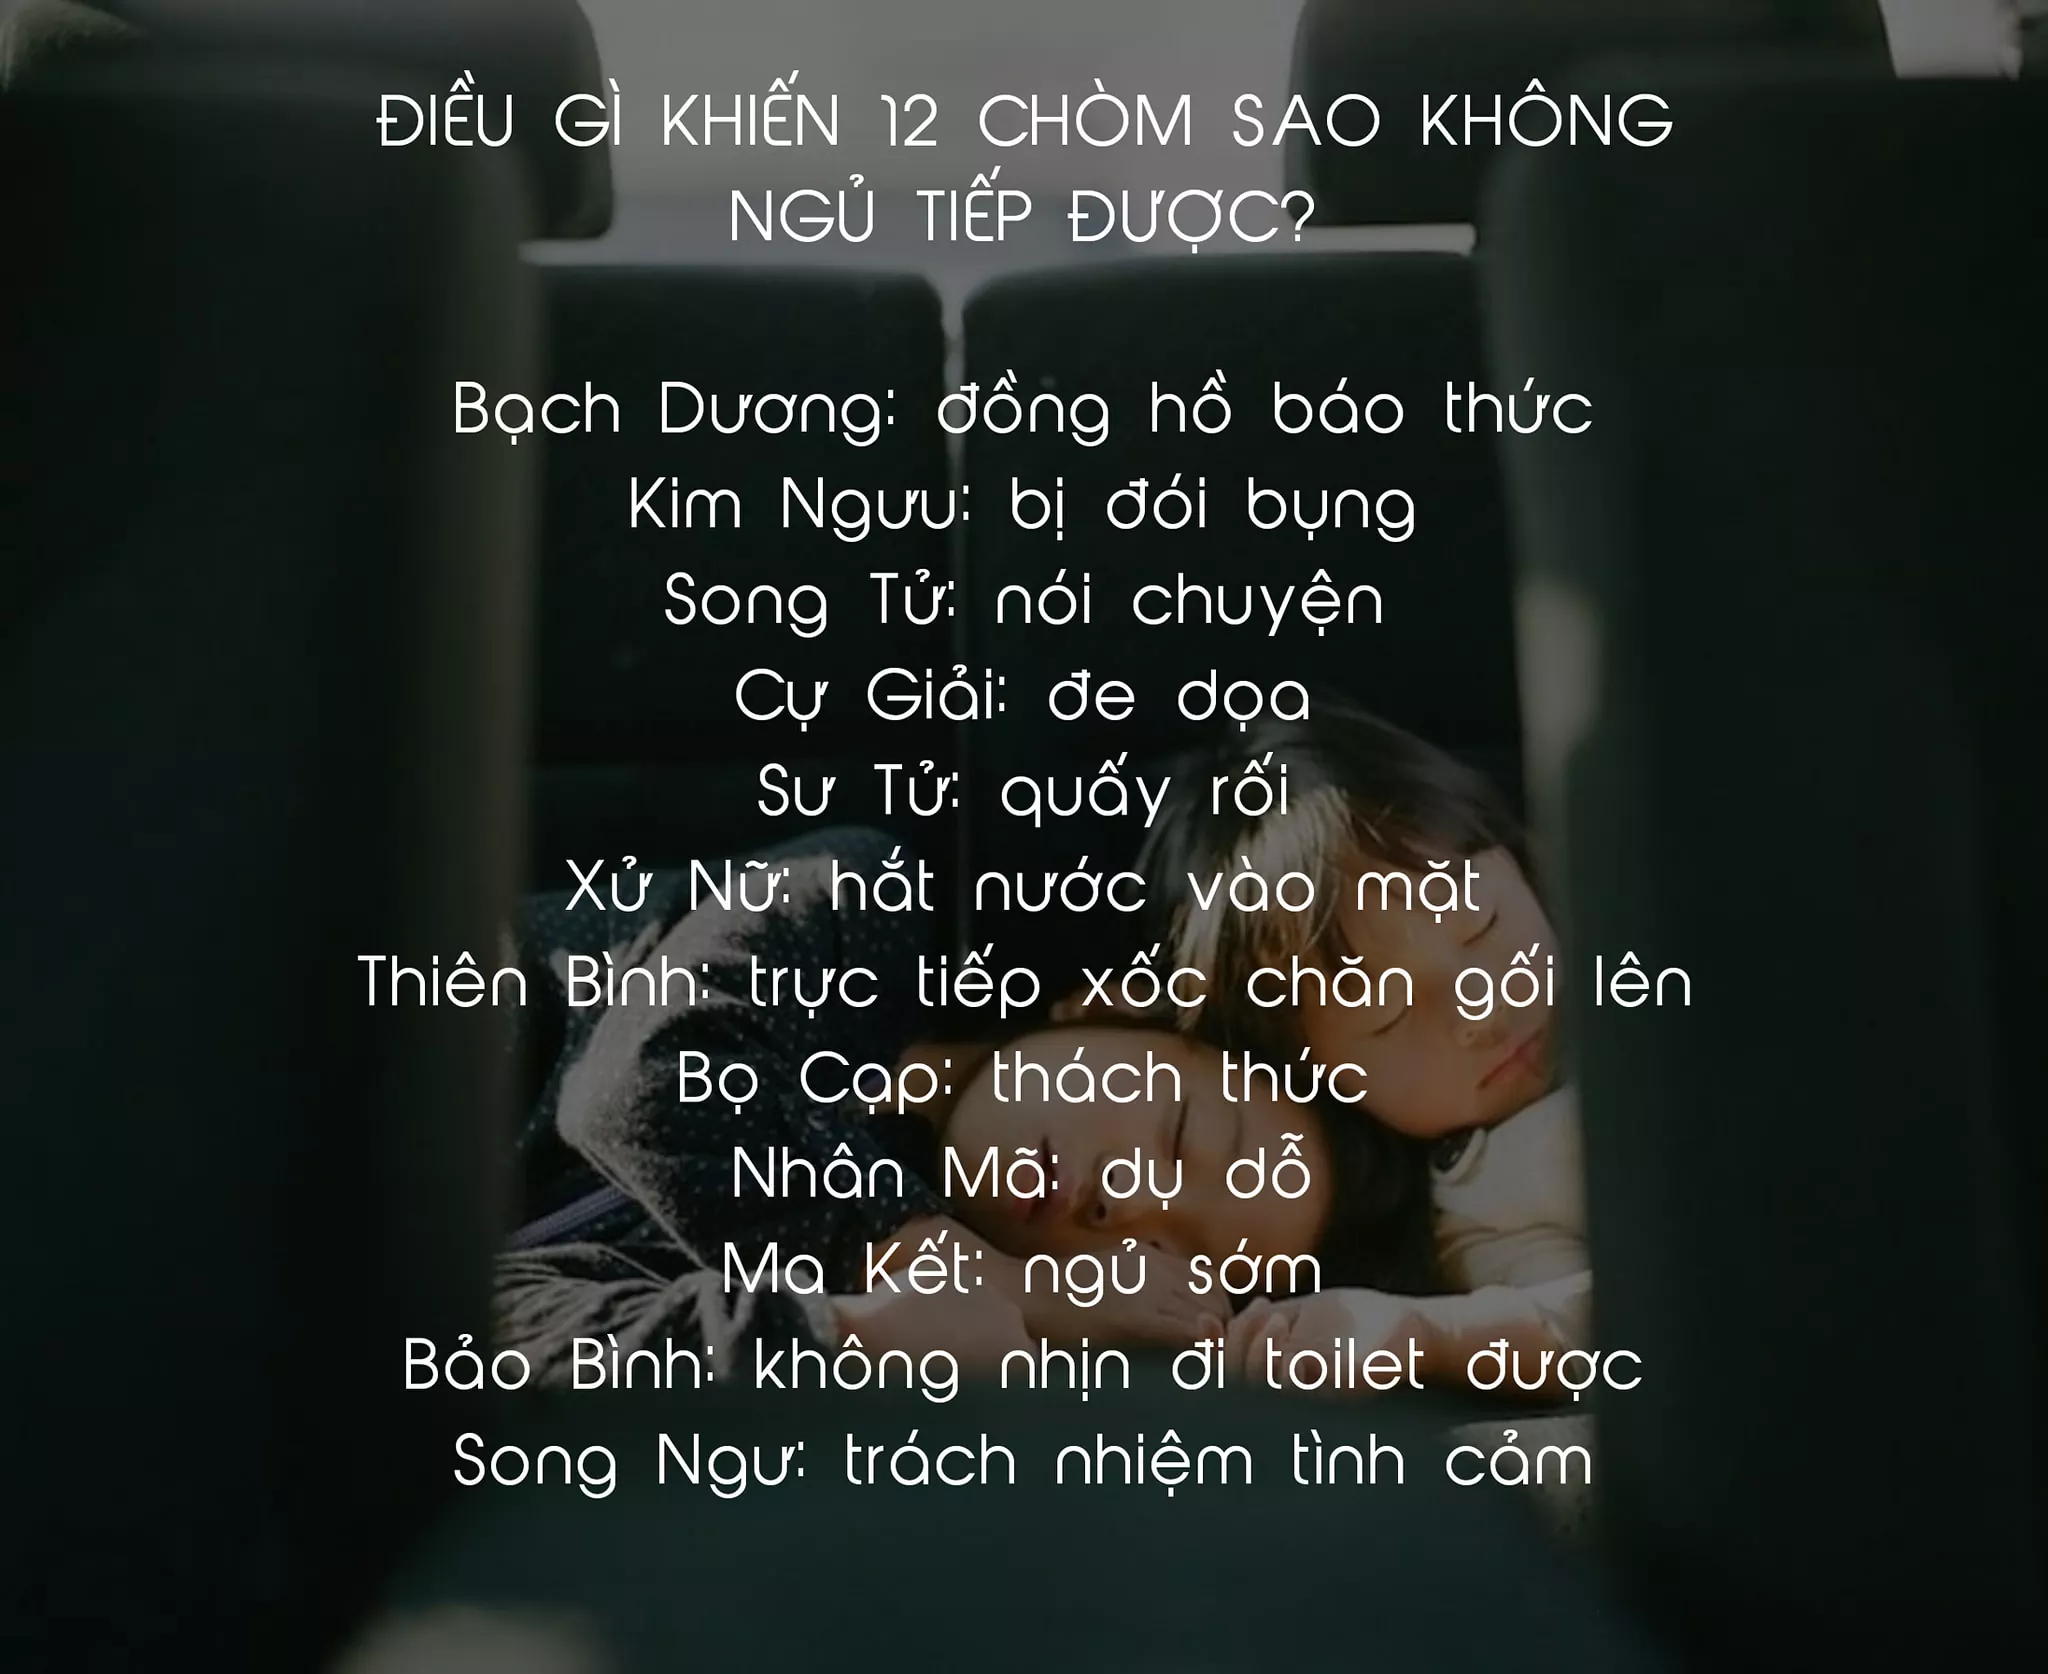 ĐIỀU GÌ KHIẾN 12 CHÒM SAO KHÔNG
NGỦ TIẾP ĐƯỢC?
Bạch Dương: đồng hồ báo thức
Kim Ngưu: bị đói bụng
Song Tử: nói chuyện
Cự Giải: đe dọa
Sư Tử: quấy rối
Xử Nữ: hắt nước vào mặt
Thiên Bình: trực tiếp xốc chăn gối lên
Bọ Cạp: thách thức
Nhân Mã: dụ dỗ
Ma Kết: ngủ sớm
Bảo Bình: không nhịn đi toilet được
Song Ngư: trách nhiệm tình cảm